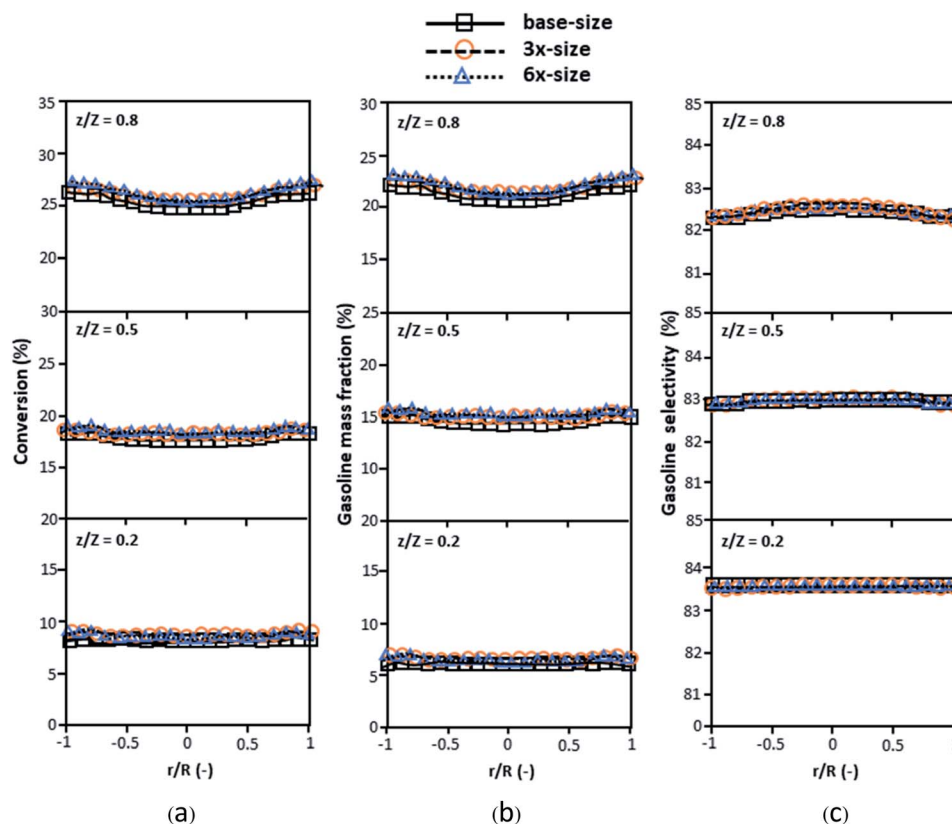 base-size
3x-size
6x-size
Conversion (%)
35
30
25
30
20
15
20
15
10
5
0
z/Z = 0.8
z/Z = 0.5
z/Z = 0.2
-1
-0.5
0
0.5
1
r/R (-)
(a)
Gasoline mass fraction (%)
30
25
20
15
25
20
15
10
20
15
10
5
0
z/Z = 0.8
z/Z = 0.5
z/Z = 0.2
-1
-0.5
0
0.5
1
r/R (-)
(b)
Gasoline selectivity (%)
85
84
83
82
81
85
84
83
82
81
85
84
83
82
81
0
z/Z = 0.8
z/Z = 0.5
z/Z = 0.2
-1
-0.5
0
0.5
r/R (-)
(c)